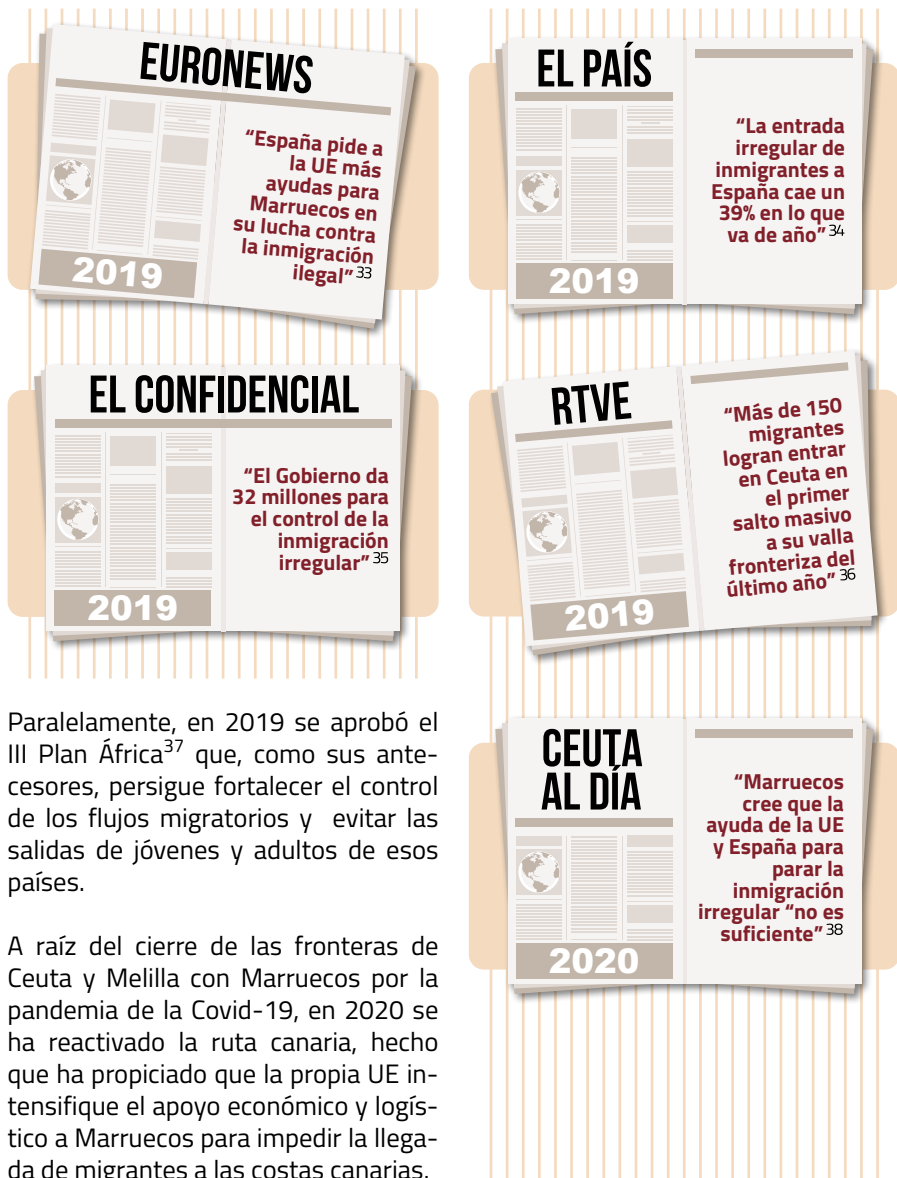 EURONEWS
“España pide a
la UE más
ayudas para
Marruecos en
su lucha contra
la inmigración
ilegal” 33
2019
EL PAÍS
“La entrada
irregular de
inmigrantes a
España cae un
39% en lo que
va de año” 34
2019
EL CONFIDENCIAL
“El Gobierno da
32 millones para
el control de la
inmigración
irregular” 35
2019
RTVE
“Más de 150
migrantes
logran entrar
en Ceuta en
el primer
salto masivo
a su valla
fronteriza del
último año” 36
2019
Paralelamente, en 2019 se aprobó el
III Plan África37 que, como sus ante-
cesores, persigue fortalecer el control
de los flujos migratorios y evitar las
salidas de jóvenes y adultos de esos
países.
A raíz del cierre de las fronteras de
Ceuta y Melilla con Marruecos por la
pandemia de la Covid-19, en 2020 se
ha reactivado la ruta canaria, hecho
que ha propiciado que la propia UE in-
tensifique el apoyo económico y logís-
tico a Marruecos para impedir la llega-
da de migrantes a las costas canarias.
CEUTA
AL DÍA
“Marruecos
cree que la
ayuda de la UE
y España para
parar la
inmigración
irregular “no es
suficiente” 38
2020